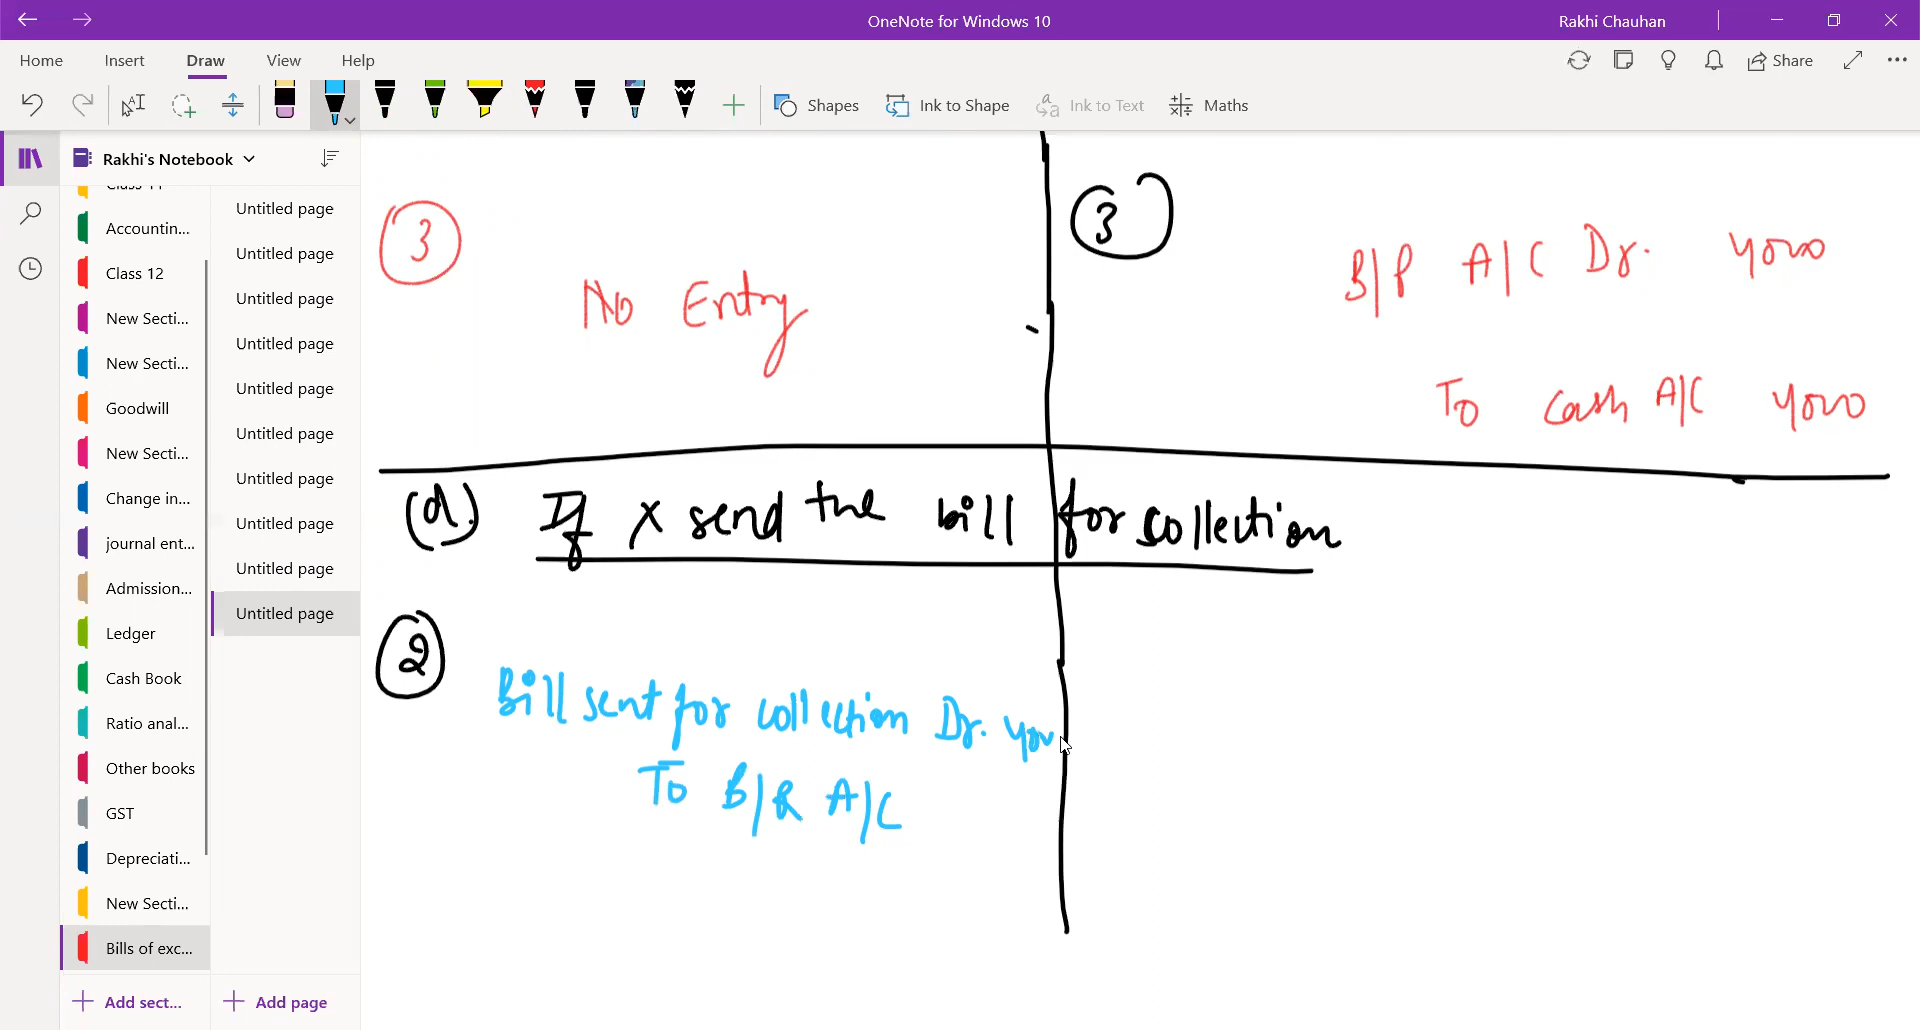 OneNote for Windows 10
Rakhi Chauhan
Home Insert Draw View Help
Share
Shapes
Ink to Shape
Ink to Text
Maths
Rakhi's Notebook
Accountin...
Class 12
New Secti...
New Secti...
Goodwill
New Secti...
Change in...
journal ent...
Admission...
Ledger
Cash Book
Ratio anal...
Other books
GST
Depreciati...
New Secti...
Bills of exc...
Add sect...
Untitled page
Untitled page
Untitled page
Untitled page
Untitled page
Untitled page
Untitled page
Untitled page
Untitled page
Untitled page
Add page
3
No Entry
3
B/P A/C Dr. 4000
To Cash A/C 4000
(d) If X send the bill for collection
2
Bill sent for collection Dr.
To B/R A/C